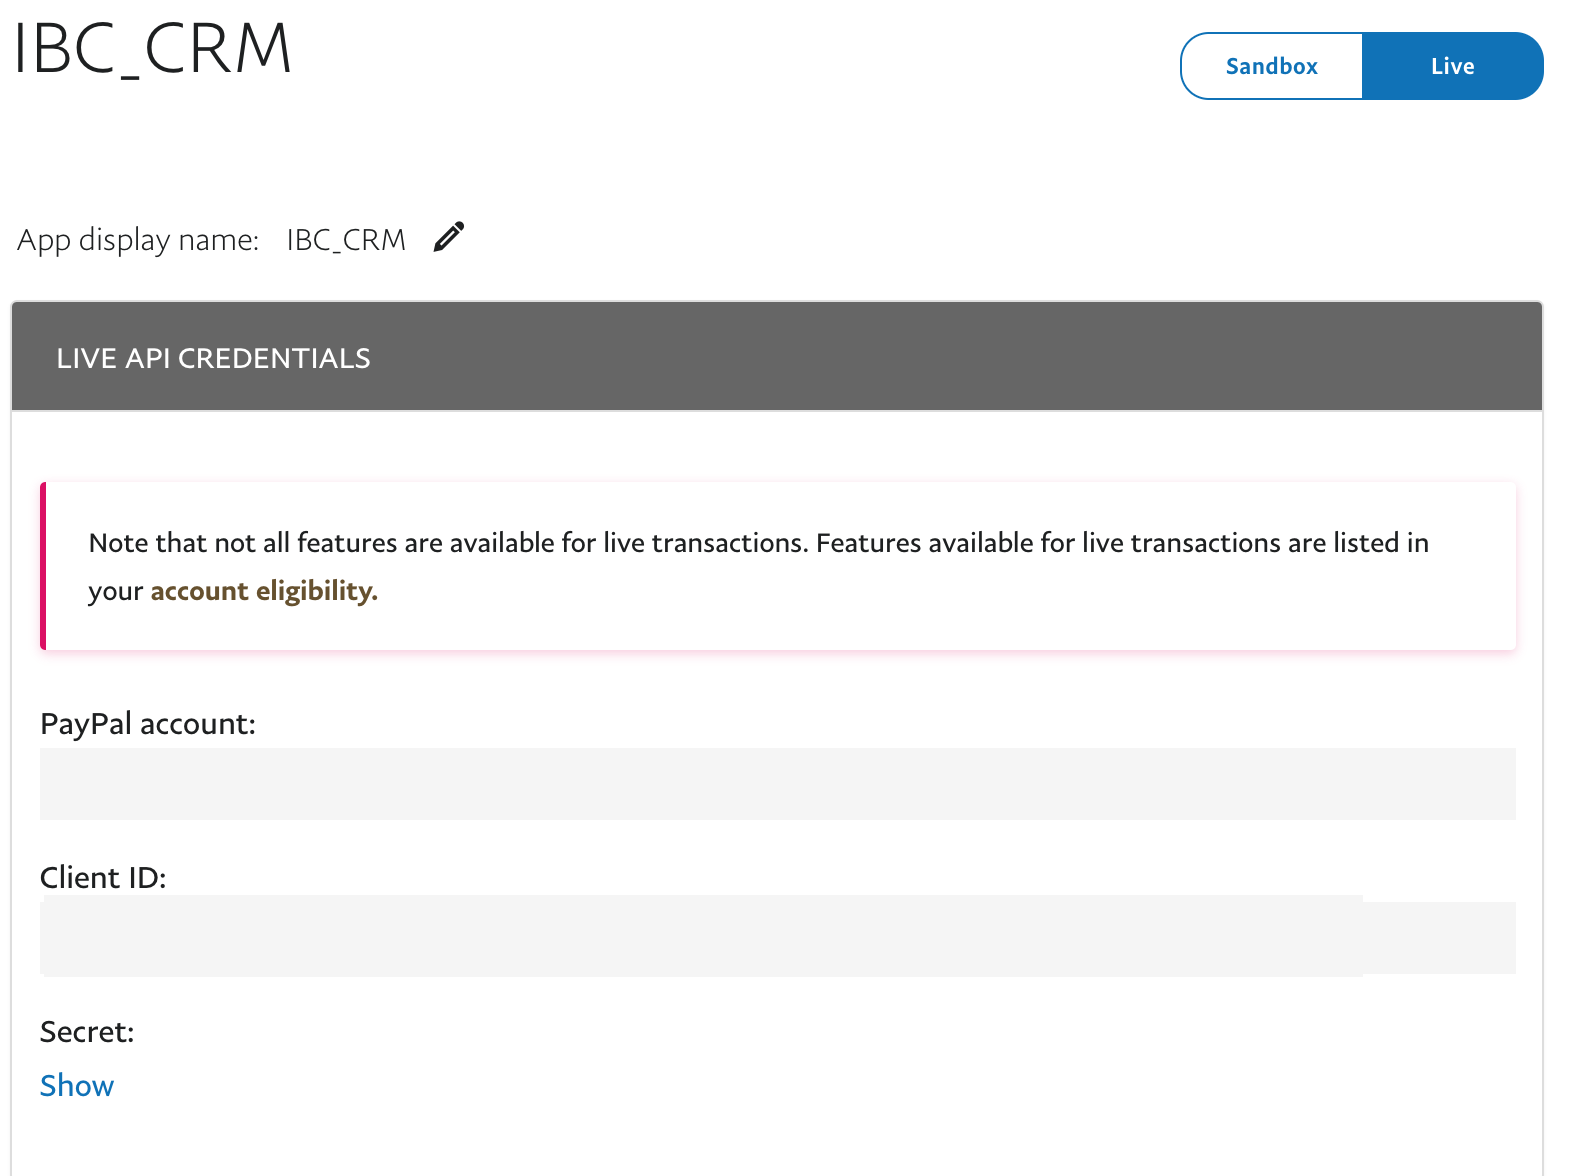 IBC_CRM
Sandbox
Live
App display name: IBC_CRM
LIVE API CREDENTIALS
Note that not all features are available for live transactions. Features available for live transactions are listed in
your account eligibility.
PayPal account:
Client ID:
Secret:
Show